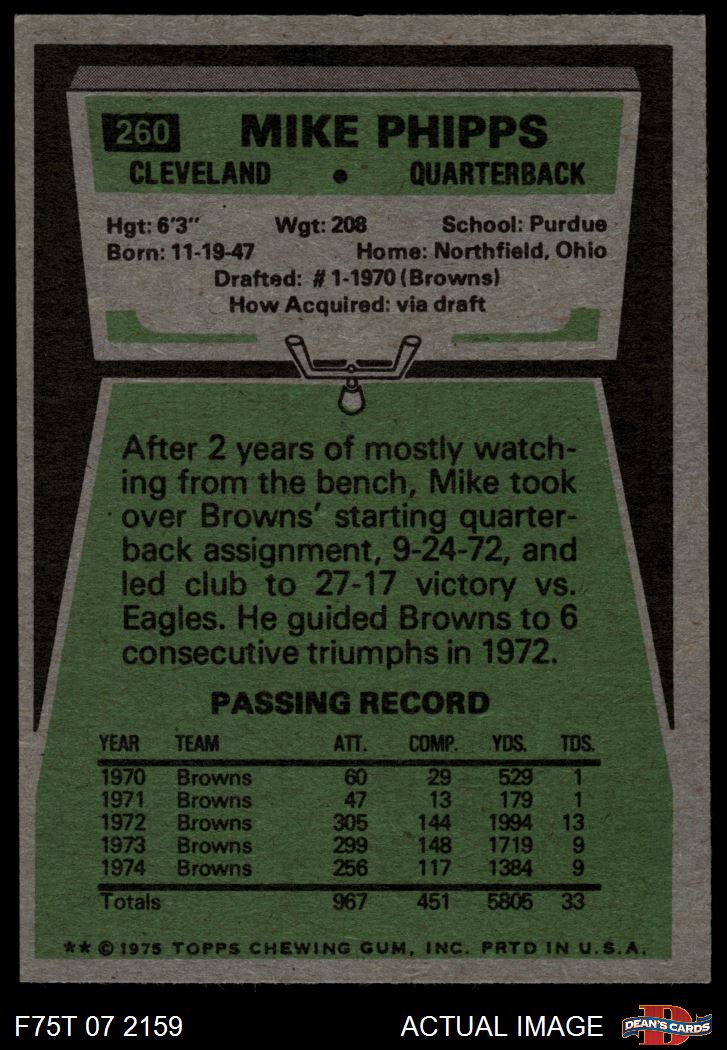 260 MIKE PHIPPS
CLEVELAND • QUARTERBACK
Hgt: 6'3" Wgt: 208 School: Purdue
Born: 11-19-47 Home: Northfield, Ohio
Drafted: #1-1970 (Browns)
How Acquired: via draft
After 2 years of mostly watch-
ing from the bench, Mike took
over Browns' starting quarter-
back assignment, 9-24-72, and
led club to 27-17 victory vs.
Eagles. He guided Browns to 6
consecutive triumphs in 1972.
PASSING RECORD
YEAR TEAM ATT. COMP. YDS. TDS.
1970 Browns 60 29 529 1
1971 Browns 47 13 179 1
1972 Browns 305 144 1994 13
1973 Browns 299 148 1719 9
1974 Browns 256 117 1384 9
Totals 967 451 5806 33
** © 1975 TOPPS CHEWING GUM, INC. PRTD IN U.S.A.
F75T 07 2159 ACTUAL IMAGE D DEAN'S CARDS